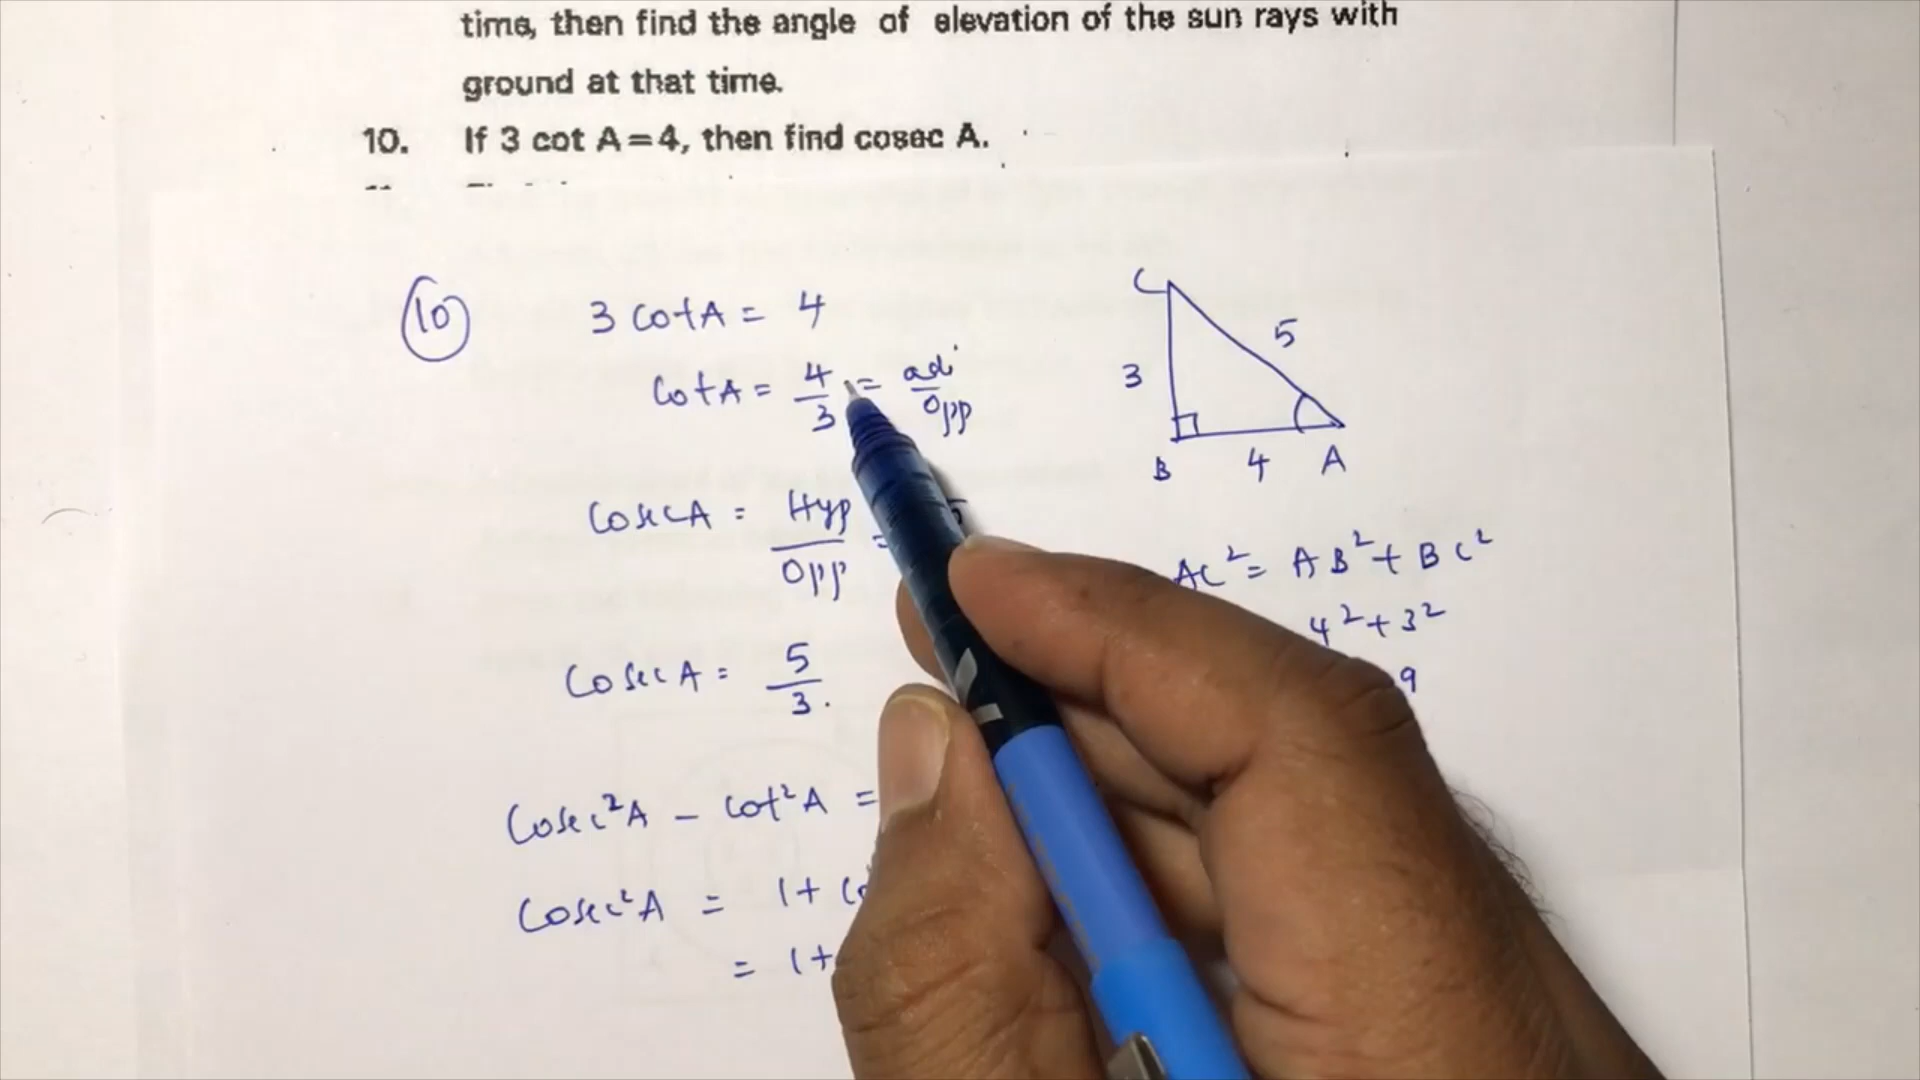 time, then find the angle of elevation of the sun rays with
ground at that time.
10. If 3 cot A=4, then find cosec A.
10
3 cotA = 4
cotA = 4/3 = adj/opp
CosecA = Hyp/Opp =
CosecA = 5/3.
Cosec²A - cot²A =
Cosec²A = 1+
= 1+
C
3
5
B
4
A
AC² = AB² + BC²
4² + 3²
9